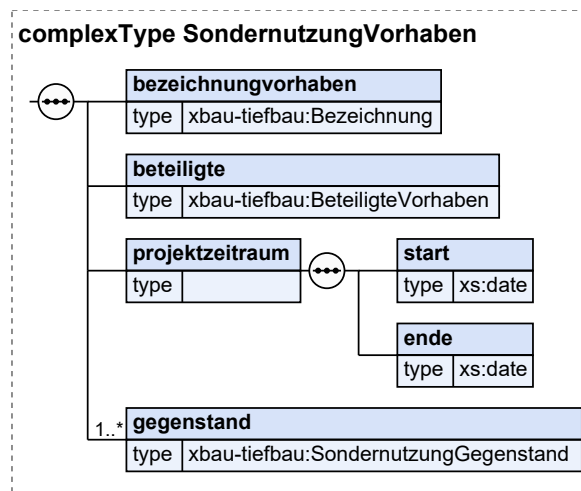 complexType SondernutzungVorhaben
bezeichnungvorhaben
type xbau-tiefbau:Bezeichnung
beteiligte
type xbau-tiefbau:BeteiligteVorhaben
projektzeitraum
type
start
type xs:date
ende
type xs:date
1..*
gegenstand
type xbau-tiefbau:SondernutzungGegenstand